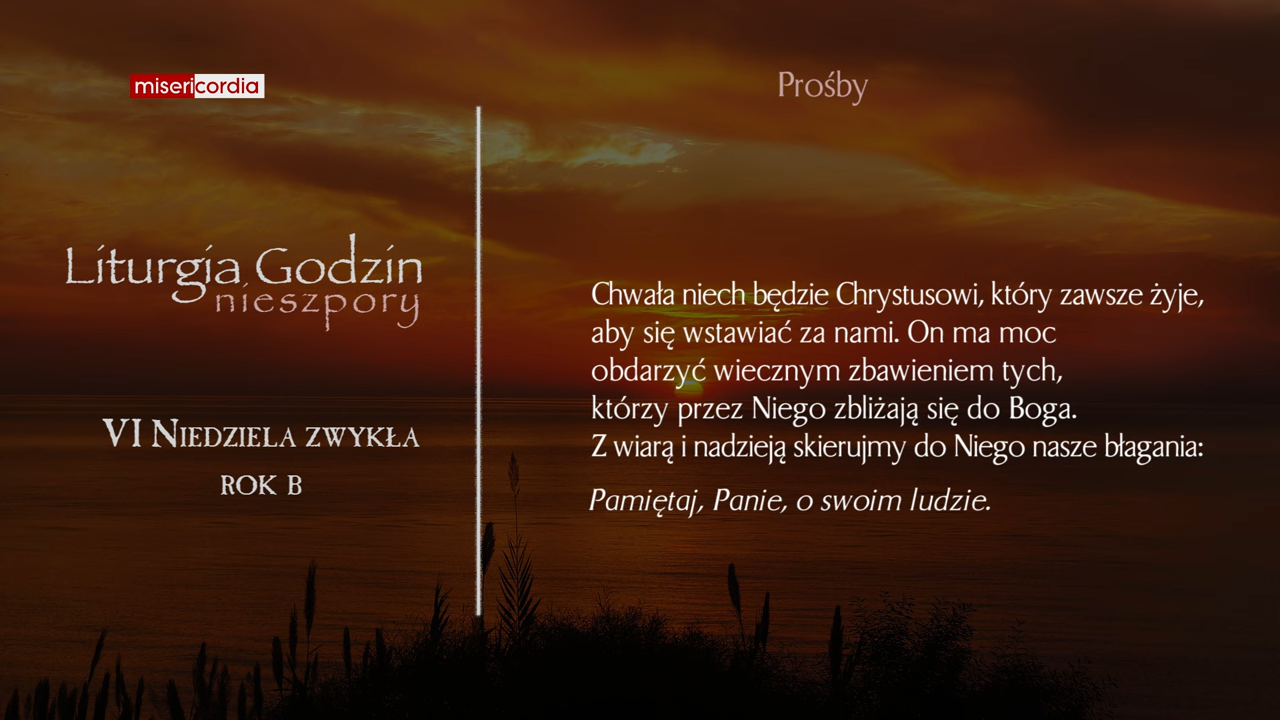 misericordia
Liturgia Godzin
nieszpory
VI Niedziela zwykła
rok B
Prośby
Chwała niech będzie Chrystusowi, który zawsze żyje,
aby się wstawiać za nami. On ma moc
obdarzyć wiecznym zbawieniem tych,
którzy przez Niego zbliżają się do Boga.
Z wiarą i nadzieją skierujmy do Niego nasze błagania:
Pamiętaj, Panie, o swoim ludzie.